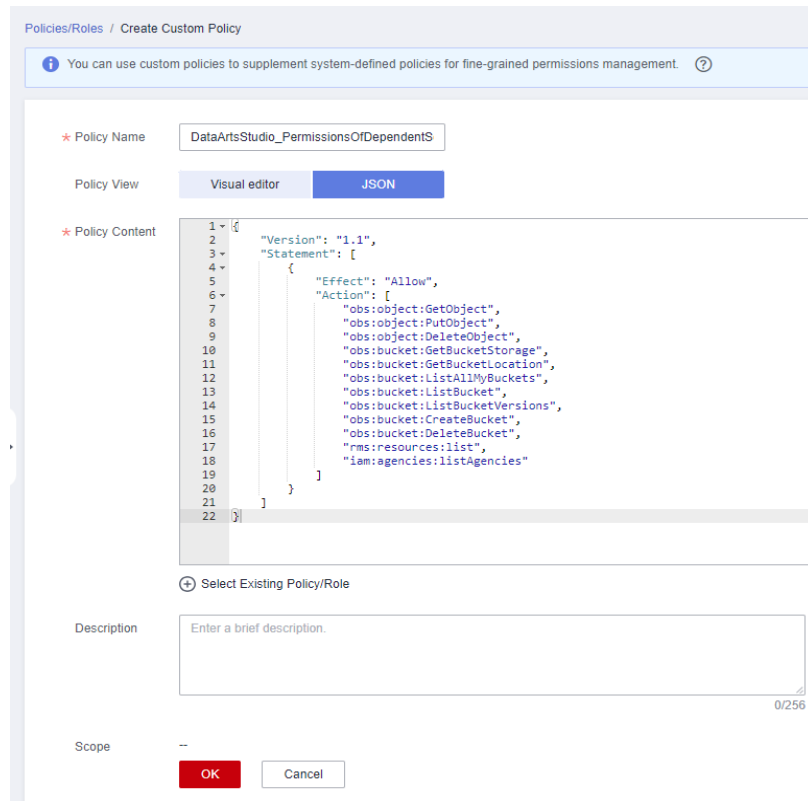 Policies/Roles / Create Custom Policy
You can use custom policies to supplement system-defined policies for fine-grained permissions management.
* Policy Name
DataArtsStudio_PermissionsOfDependentS
Policy View
Visual editor
JSON
* Policy Content
1 {
2 "Version": "1.1",
3 "Statement": [
4 {
5 "Effect": "Allow",
6 "Action": [
7 "obs:object:GetObject",
8 "obs:object:PutObject",
9 "obs:object:DeleteObject",
10 "obs:bucket:GetBucketStorage",
11 "obs:bucket:GetBucketLocation",
12 "obs:bucket:ListAllMyBuckets",
13 "obs:bucket:ListBucket",
14 "obs:bucket:ListBucketVersions",
15 "obs:bucket:CreateBucket",
16 "obs:bucket:DeleteBucket",
17 "rms:resources:list",
18 "iam:agencies:listAgencies"
19 ]
20 }
21 ]
22 }
Select Existing Policy/Role
Description
Enter a brief description.
0/256
Scope
--
OK
Cancel